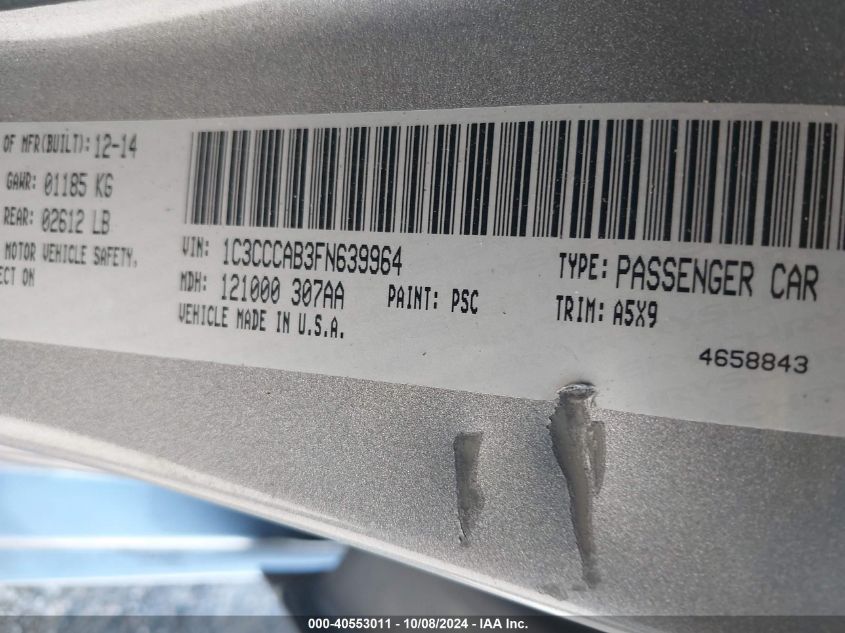 OF MFR(BUILT): 12-14
GAWR: 01185 KG
REAR: 02612 LB
MOTOR VEHICLE SAFETY.
ECT ON
VIN: 1C3CCCAB3FN639964
MDH: 121000 307AA
PAINT: PSC
VEHICLE MADE IN U.S.A.
TYPE: PASSENGER CAR
TRIM: A5X9
4658843
000-40553011 - 10/08/2024 - IAA Inc.